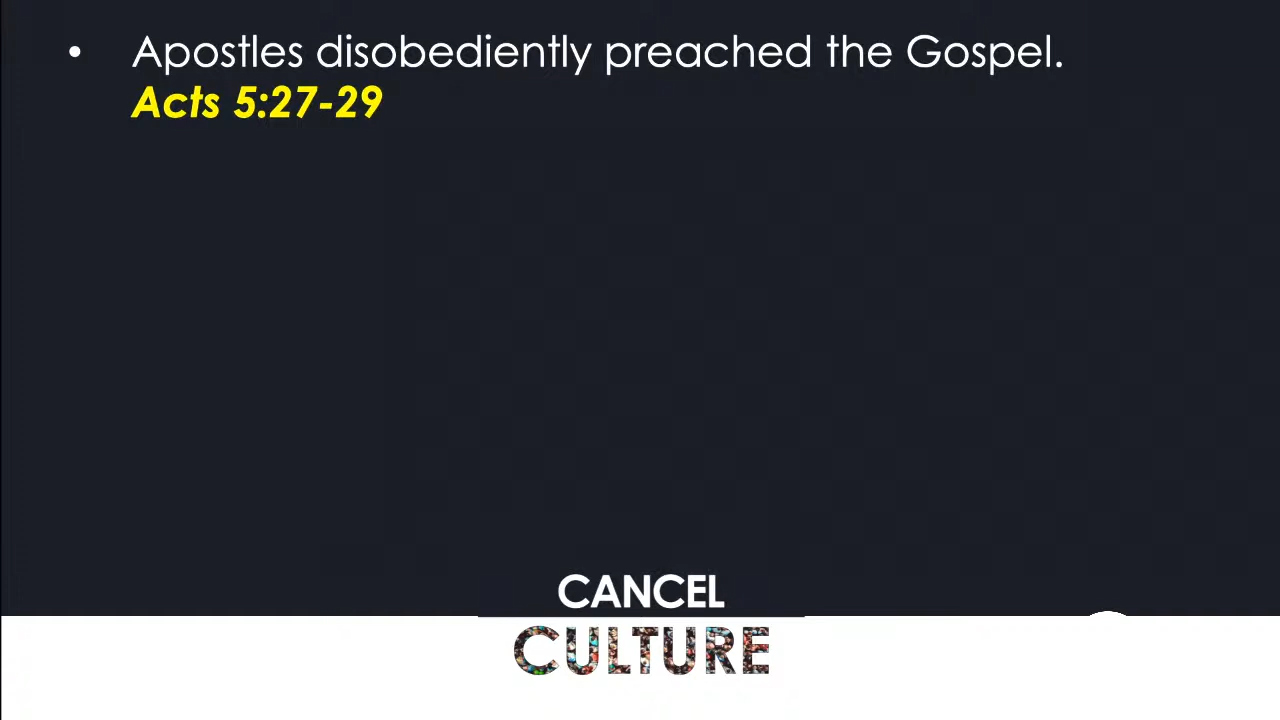 • Apostles disobediently preached the Gospel.
Acts 5:27-29
CANCEL
CULTURE